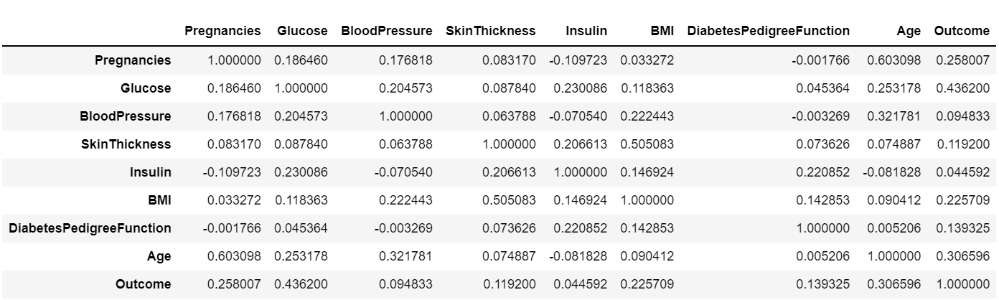 Pregnancies Glucose BloodPressure SkinThickness Insulin BMI DiabetesPedigreeFunction Age Outcome
Pregnancies 1.000000 0.186460 0.176818 0.083170 -0.109723 0.033272 -0.001766 0.603098 0.258007
Glucose 0.186460 1.000000 0.204573 0.087840 0.230086 0.118363 0.045364 0.253178 0.436200
BloodPressure 0.176818 0.204573 1.000000 0.063788 -0.070540 0.222443 -0.003269 0.321781 0.094833
SkinThickness 0.083170 0.087840 0.063788 1.000000 0.206613 0.505083 0.073626 0.074887 0.119200
Insulin -0.109723 0.230086 -0.070540 0.206613 1.000000 0.146924 0.220852 -0.081828 0.044592
BMI 0.033272 0.118363 0.222443 0.505083 0.146924 1.000000 0.142853 0.090412 0.225709
DiabetesPedigreeFunction -0.001766 0.045364 -0.003269 0.073626 0.220852 0.142853 1.000000 0.005206 0.139325
Age 0.603098 0.253178 0.321781 0.074887 -0.081828 0.090412 0.005206 1.000000 0.306596
Outcome 0.258007 0.436200 0.094833 0.119200 0.044592 0.225709 0.139325 0.306596 1.000000